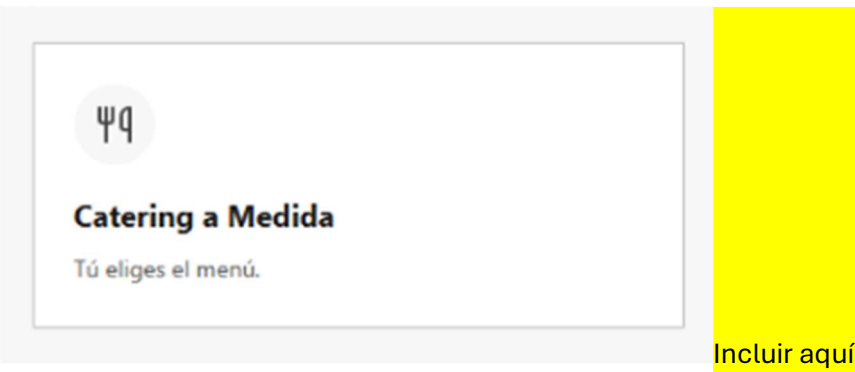 Catering a Medida
Tú eliges el menú.
Incluir aquí